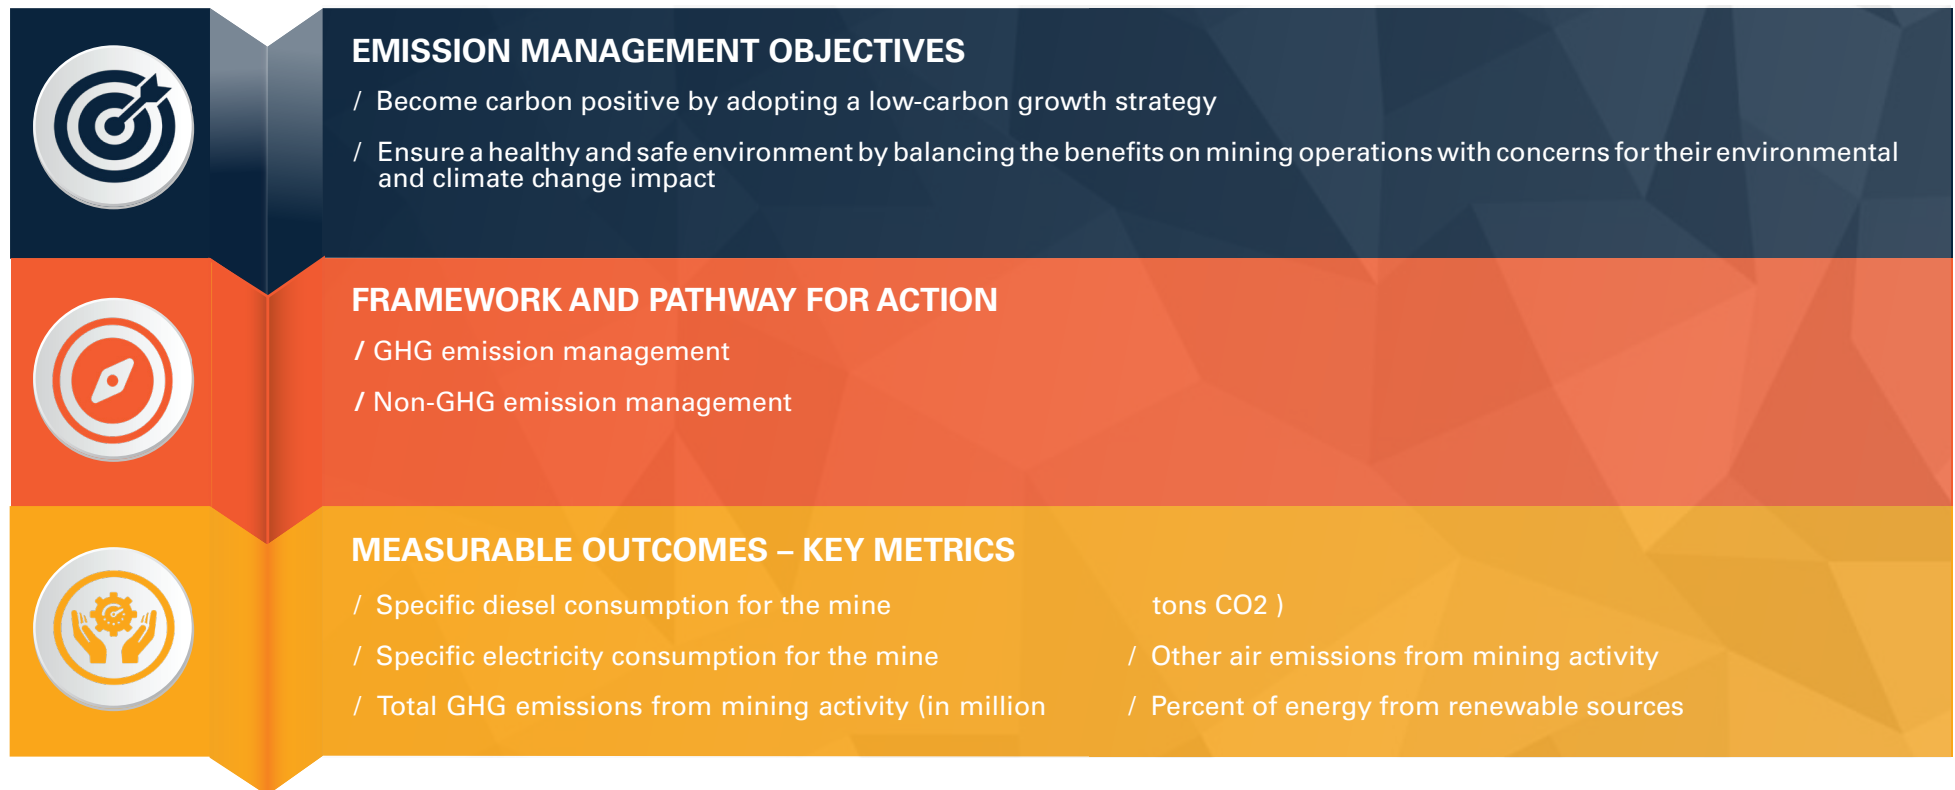 EMISSION MANAGEMENT OBJECTIVES
/ Become carbon positive by adopting a low-carbon growth strategy
/ Ensure a healthy and safe environment by balancing the benefits on mining operations with concerns for their environmental
and climate change impact
FRAMEWORK AND PATHWAY FOR ACTION
/ GHG emission management
/ Non-GHG emission management
MEASURABLE OUTCOMES – KEY METRICS
/ Specific diesel consumption for the mine
/ Specific electricity consumption for the mine
/ Total GHG emissions from mining activity (in million
tons CO2 )
/ Other air emissions from mining activity
/ Percent of energy from renewable sources